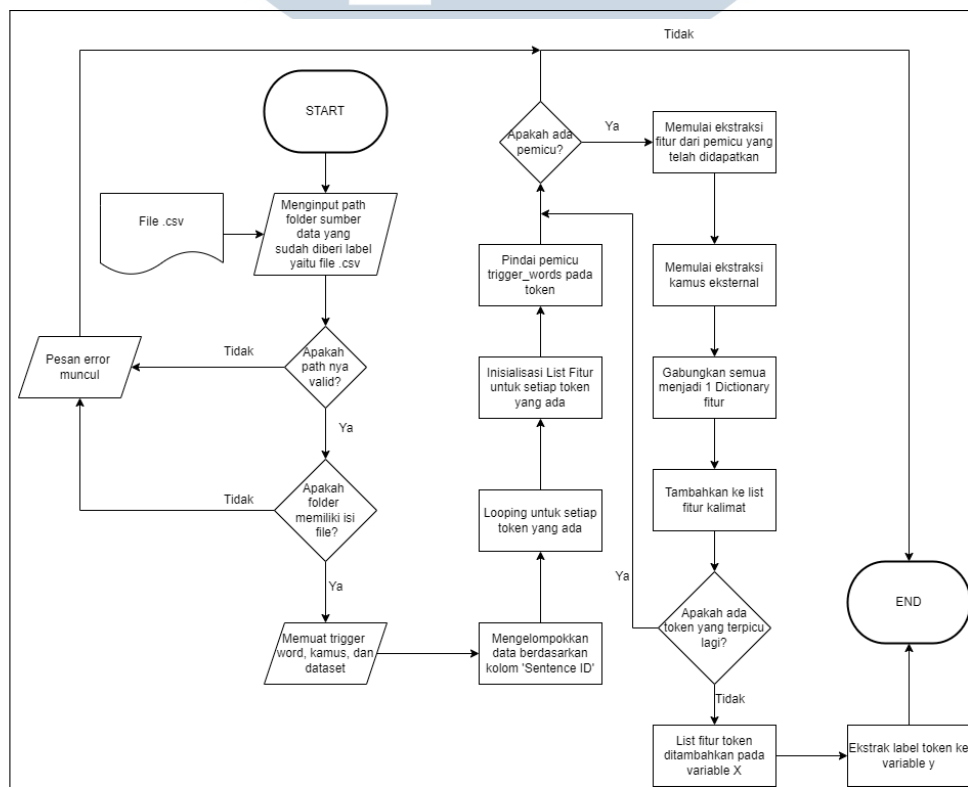 START
File .csv
Menginput path
folder sumber
data yang
sudah diberi label
yaitu file .csv
Apakah
path nya
valid?
Tidak
Pesan error
muncul
Ya
Apakah
folder
memiliki isi
file?
Tidak
Ya
Memuat trigger
word, kamus, dan
dataset
Mengelompokkan
data berdasarkan
kolom 'Sentence ID'
Looping untuk setiap
token yang ada
Inisialisasi List Fitur
untuk setiap token
yang ada
Pindai pemicu
trigger_words pada
token
Apakah ada
pemicu?
Tidak
Ya
Memulai ekstraksi
fitur dari pemicu yang
telah didapatkan
Memulai ekstraksi
kamus eksternal
Gabungkan semua
menjadi 1 Dictionary
fitur
Tambahkan ke list
fitur kalimat
Apakah ada
token yang terpicu
lagi?
Ya
Tidak
List fitur token
ditambahkan pada
variable X
Ekstrak label token ke
variable y
END